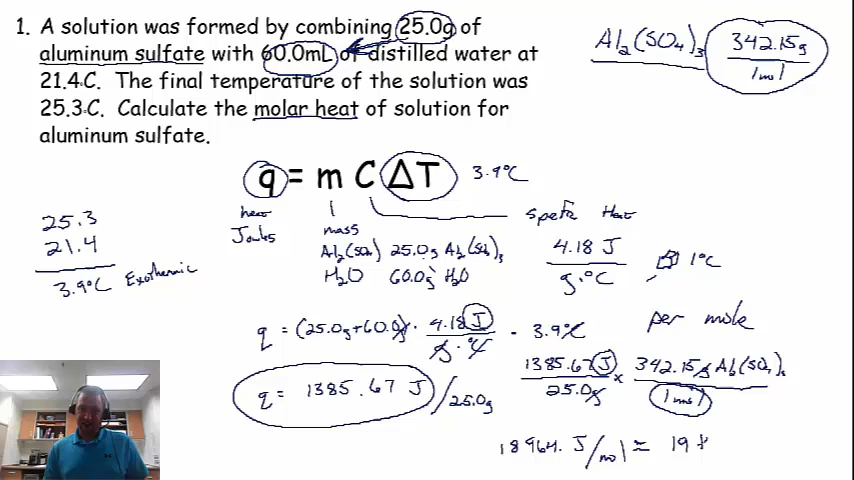 1. A solution was formed by combining 25.0g of
aluminum sulfate with 60.0mL of distilled water at
21.4 C. The final temperature of the solution was
25.3 C. Calculate the molar heat of solution for
aluminum sulfate.
Al2(SO4)3 342.15g
1mol
q = m C ΔT 3.9°C
heat
Joules
mass
Specific Heat
Al2(SO4) 25.0g Al2(SO4)3
H2O 60.0g H2O
4.18 J
g·°C
1°C
25.3
21.4
3.9°C Exothermic
per mole
q = (25.0g+60.0g) · 4.18 J · 3.9°C
g·°C
q = 1385.67 J /25.0g
1385.67 J × 342.15g Al2(SO4)3
25.0g 1mol
18964. J/mol ≈ 19